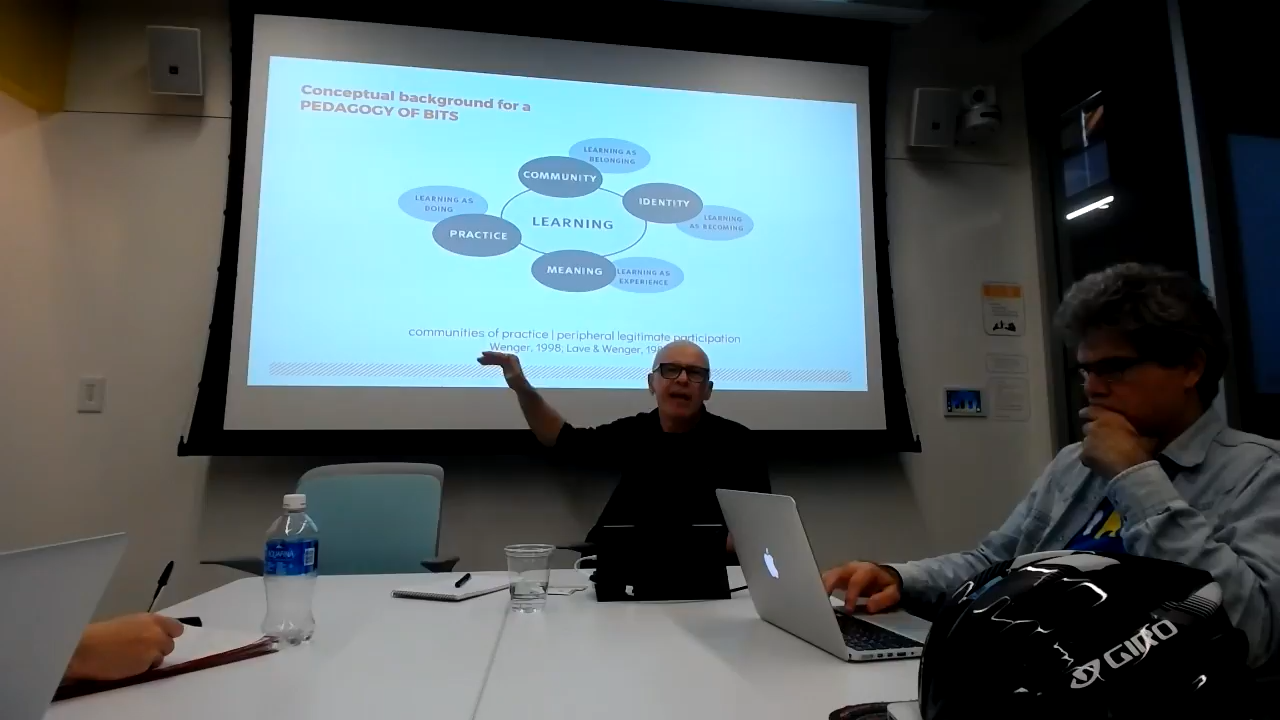 Conceptual background for a
PEDAGOGY OF BITS
LEARNING AS
BELONGING
COMMUNITY
LEARNING AS
DOING
IDENTITY
LEARNING
AS BECOMING
LEARNING
PRACTICE
MEANING
LEARNING AS
EXPERIENCE
communities of practice | peripheral legitimate participation
Wenger, 1998; Lave & Wenger,
GIRO